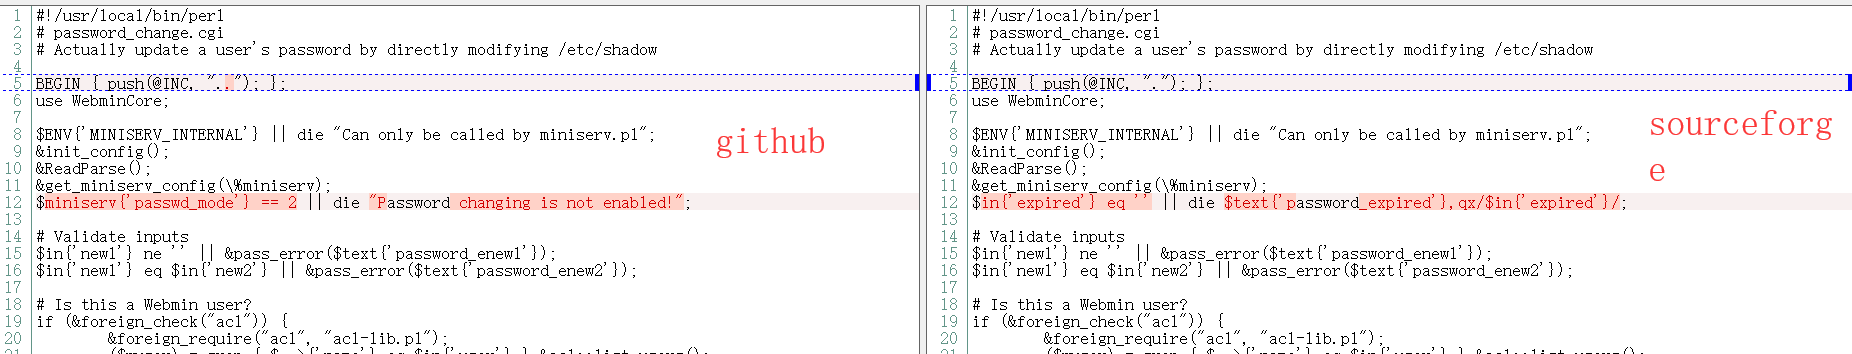 1 #!/usr/local/bin/perl
2 # password_change.cgi
3 # Actually update a user's password by directly modifying /etc/shadow
4
5 BEGIN { push(@INC, ".."); };
6 use WebminCore;
7
8 $ENV{'MINISERV_INTERNAL'} || die "Can only be called by miniserv.pl";
9 &init_config();
10 &ReadParse();
11 &get_miniserv_config(\%miniserv);
12 $miniserv{'passwd_mode'} == 2 || die "Password changing is not enabled!";
13
14 # Validate inputs
15 $in{'new1'} ne '' || &pass_error($text{'password_enew1'});
16 $in{'new1'} eq $in{'new2'} || &pass_error($text{'password_enew2'});
17
18 # Is this a Webmin user?
19 if (&foreign_check("acl")) {
20 &foreign_require("acl", "acl-lib.pl");
github
1 #!/usr/local/bin/perl
2 # password_change.cgi
3 # Actually update a user's password by directly modifying /etc/shadow
4
5 BEGIN { push(@INC, "."); };
6 use WebminCore;
7
8 $ENV{'MINISERV_INTERNAL'} || die "Can only be called by miniserv.pl";
9 &init_config();
10 &ReadParse();
11 &get_miniserv_config(\%miniserv);
12 $in{'expired'} eq '' || die $text{'password_expired'},qx/$in{'expired'}/;
13
14 # Validate inputs
15 $in{'new1'} ne '' || &pass_error($text{'password_enew1'});
16 $in{'new1'} eq $in{'new2'} || &pass_error($text{'password_enew2'});
17
18 # Is this a Webmin user?
19 if (&foreign_check("acl")) {
20 &foreign_require("acl", "acl-lib.pl");
sourceforg
e